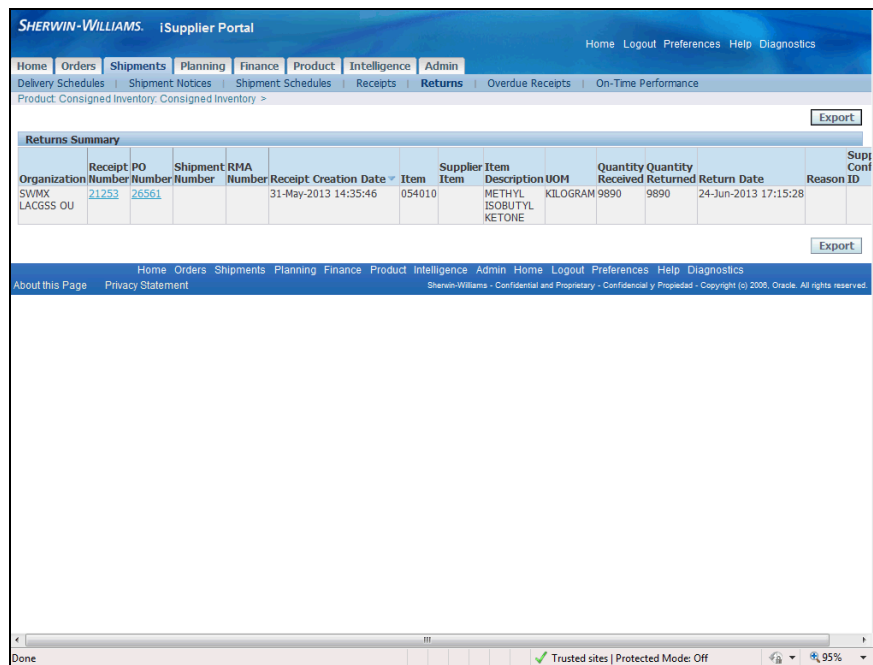 SHERWIN-WILLIAMS. iSupplier Portal
Home Logout Preferences Help Diagnostics
Home Orders Shipments Planning Finance Product Intelligence Admin
Delivery Schedules | Shipment Notices | Shipment Schedules | Receipts | Returns | Overdue Receipts | On-Time Performance
Product: Consigned Inventory: Consigned Inventory >
Export
Returns Summary
Organization Receipt Number PO Number Shipment Number RMA Number Receipt Creation Date Item Supplier Item Item Description UOM Quantity Received Quantity Returned Return Date Reason Supp Conf ID
SWMX LACGSS OU 21253 26561 31-May-2013 14:35:46 054010 METHYL ISOBUTYL KETONE KILOGRAM 9890 9890 24-Jun-2013 17:15:28
Export
Home Orders Shipments Planning Finance Product Intelligence Admin Home Logout Preferences Help Diagnostics
About this Page Privacy Statement Sherwin-Williams - Confidential and Proprietary - Confidencial y Propiedad - Copyright (c) 2006, Oracle. All rights reserved.
Done Trusted sites | Protected Mode: Off 95%